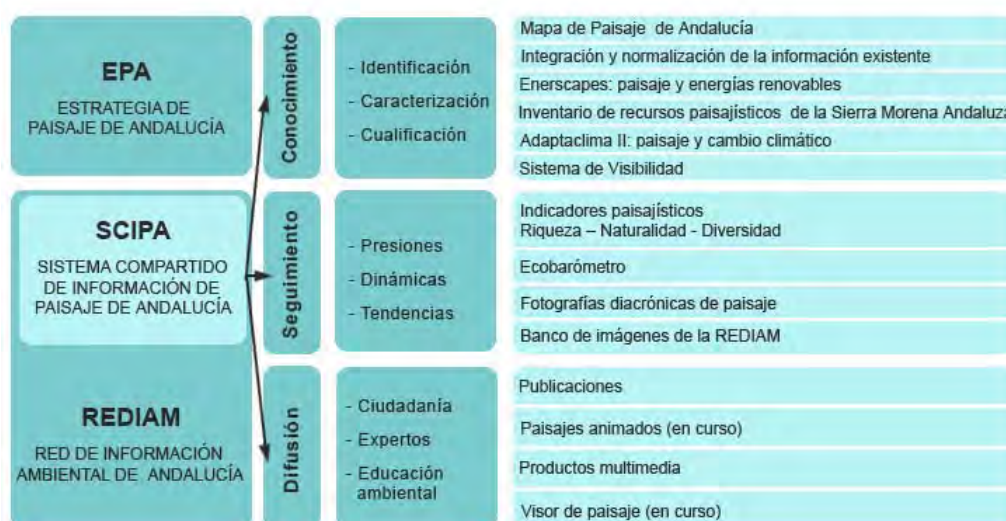 EPA
ESTRATEGIA DE
PAISAJE DE ANDALUCÍA
SCIPA
SISTEMA COMPARTIDO
DE INFORMACIÓN DE
PAISAJE DE ANDALUCÍA
REDIAM
RED DE INFORMACIÓN
AMBIENTAL DE ANDALUCÍA
Conocimiento
- Identificación
- Caracterización
- Cualificación
Mapa de Paisaje de Andalucía
Integración y normalización de la información existente
Enerscapes: paisaje y energías renovables
Inventario de recursos paisajísticos de la Sierra Morena Andaluza
Adaptaclima II: paisaje y cambio climático
Sistema de Visibilidad
Seguimiento
- Presiones
- Dinámicas
- Tendencias
Indicadores paisajísticos
Riqueza – Naturalidad - Diversidad
Ecobarómetro
Fotografías diacrónicas de paisaje
Banco de imágenes de la REDIAM
Difusión
- Ciudadanía
- Expertos
- Educación
ambiental
Publicaciones
Paisajes animados (en curso)
Productos multimedia
Visor de paisaje (en curso)